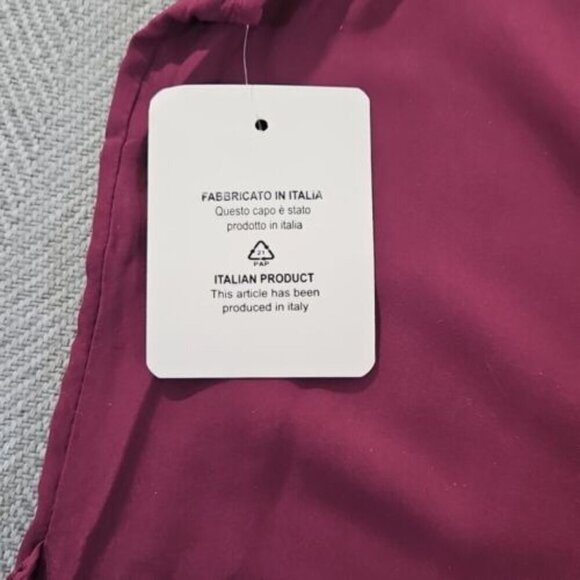 FABBRICATO IN ITALIA
Questo capo è stato
prodotto in italia
21
PAP
ITALIAN PRODUCT
This article has been
produced in italy